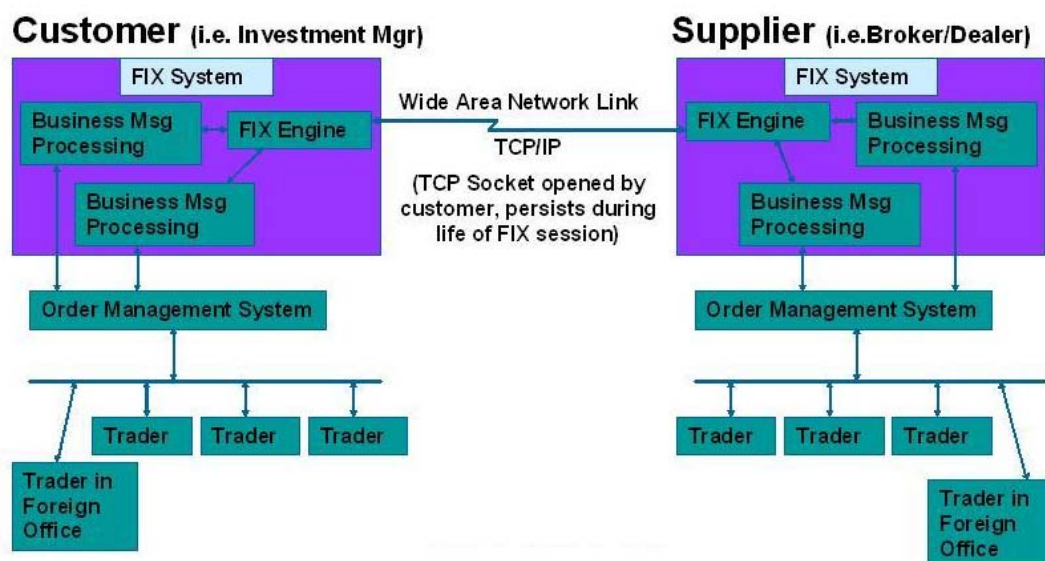 Customer (i.e. Investment Mgr)
FIX System
Business Msg
Processing
FIX Engine
Business Msg
Processing
Order Management System
Trader
Trader
Trader
Trader in
Foreign
Office
Wide Area Network Link
TCP/IP
(TCP Socket opened by
customer, persists during
life of FIX session)
Supplier (i.e.Broker/Dealer)
FIX System
FIX Engine
Business Msg
Processing
Business Msg
Processing
Order Management System
Trader
Trader
Trader
Trader in
Foreign
Office